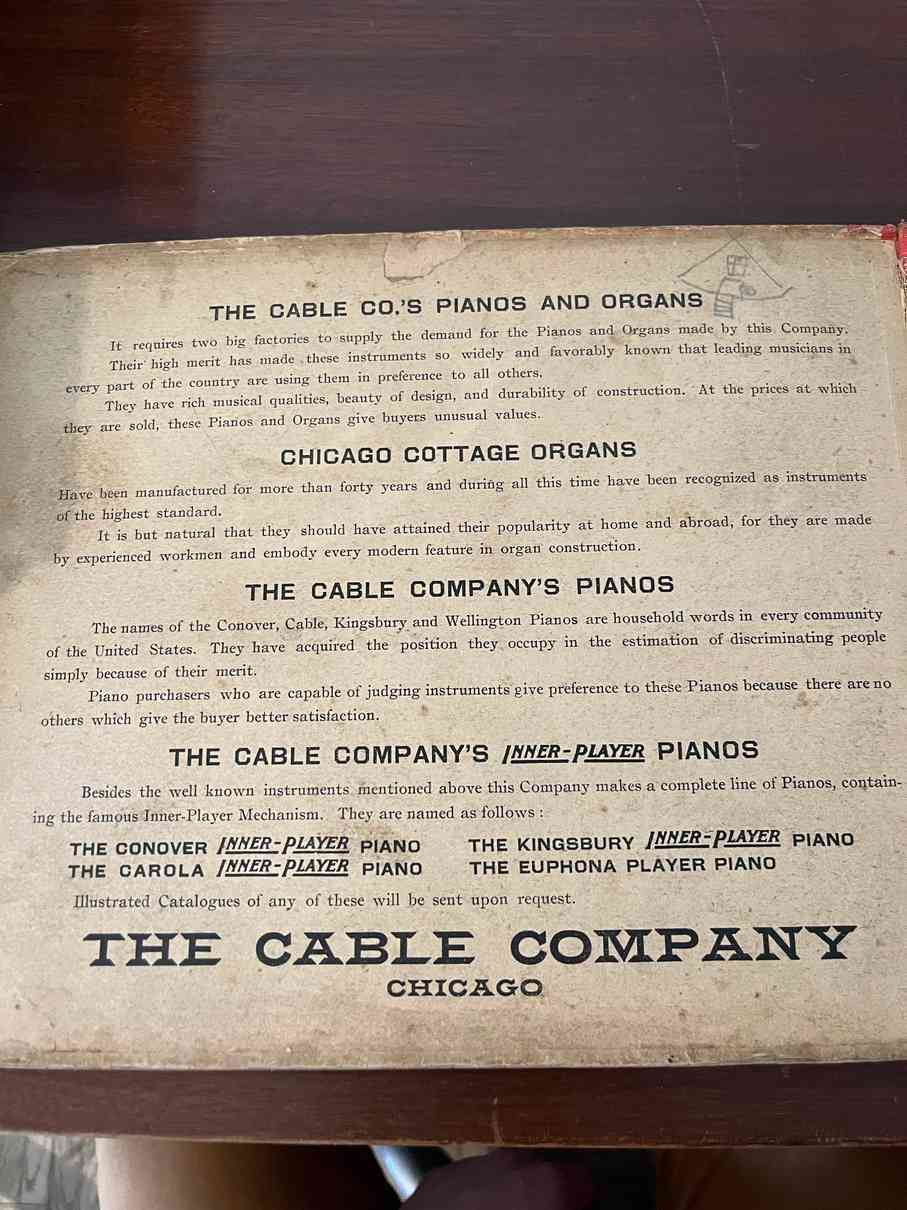 THE CABLE CO.'S PIANOS AND ORGANS
It requires two big factories to supply the demand for the Pianos and Organs made by this Company.
Their high merit has made these instruments so widely and favorably known that leading musicians in
every part of the country are using them in preference to all others.
They have rich musical qualities, beauty of design, and durability of construction. At the prices at which
they are sold, these Pianos and Organs give buyers unusual values.
CHICAGO COTTAGE ORGANS
Have been manufactured for more than forty years and during all this time have been recognized as instruments
of the highest standard.
It is but natural that they should have attained their popularity at home and abroad, for they are made
by experienced workmen and embody every modern feature in organ construction.
THE CABLE COMPANY'S PIANOS
The names of the Conover, Cable, Kingsbury and Wellington Pianos are household words in every community
of the United States. They have acquired the position they occupy in the estimation of discriminating people
simply because of their merit.
Piano purchasers who are capable of judging instruments give preference to these Pianos because there are no
others which give the buyer better satisfaction.
THE CABLE COMPANY'S INNER-PLAYER PIANOS
Besides the well known instruments mentioned above this Company makes a complete line of Pianos, contain-
ing the famous Inner-Player Mechanism. They are named as follows:
THE CONOVER INNER-PLAYER PIANO THE KINGSBURY INNER-PLAYER PIANO
THE CAROLA INNER-PLAYER PIANO THE EUPHONA PLAYER PIANO
Illustrated Catalogues of any of these will be sent upon request.
THE CABLE COMPANY
CHICAGO